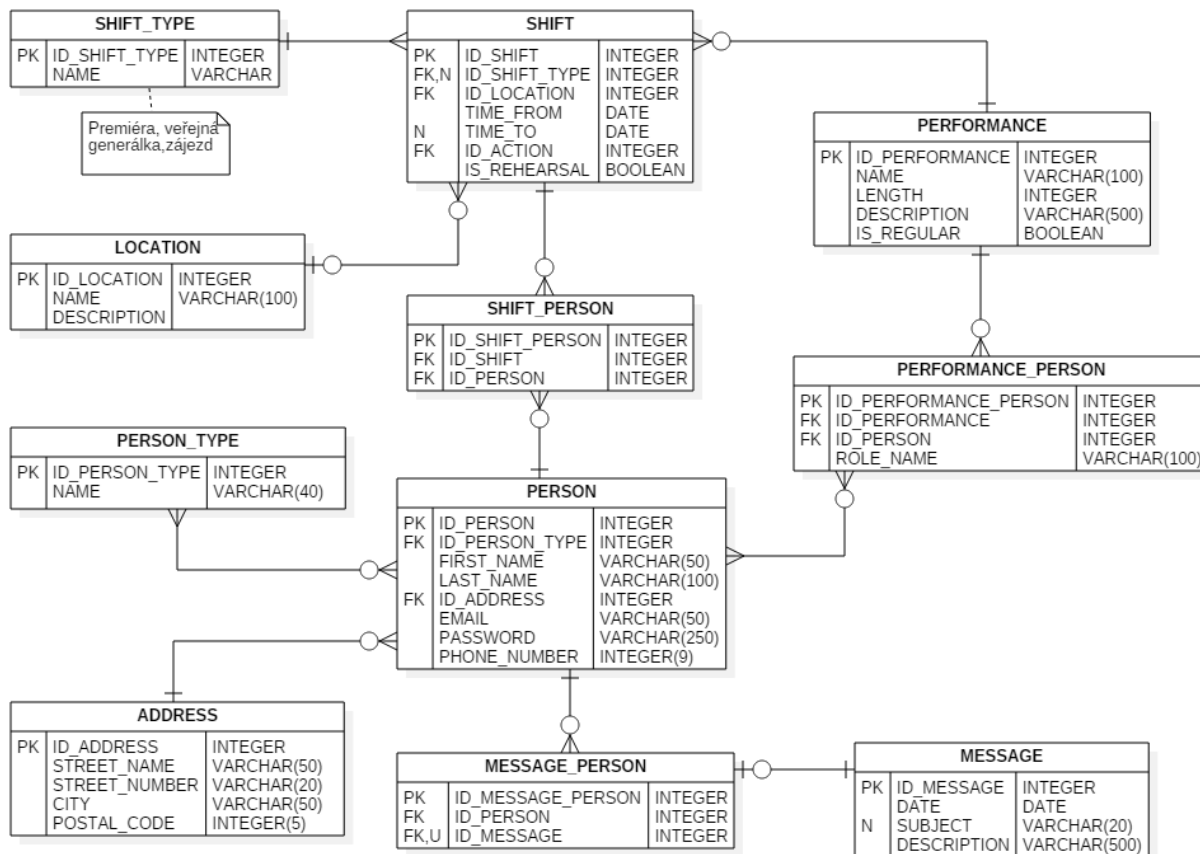 SHIFT_TYPE
PK ID_SHIFT_TYPE INTEGER
NAME VARCHAR
Premiéra, veřejná
generálka,zájezd
SHIFT
PK ID_SHIFT INTEGER
FK,N ID_SHIFT_TYPE INTEGER
FK ID_LOCATION INTEGER
TIME_FROM DATE
N TIME_TO DATE
FK ID_ACTION INTEGER
IS_REHEARSAL BOOLEAN
PERFORMANCE
PK ID_PERFORMANCE INTEGER
NAME VARCHAR(100)
LENGTH INTEGER
DESCRIPTION VARCHAR(500)
IS_REGULAR BOOLEAN
LOCATION
PK ID_LOCATION INTEGER
NAME VARCHAR(100)
DESCRIPTION
SHIFT_PERSON
PK ID_SHIFT_PERSON INTEGER
FK ID_SHIFT INTEGER
FK ID_PERSON INTEGER
PERFORMANCE_PERSON
PK ID_PERFORMANCE_PERSON INTEGER
FK ID_PERFORMANCE INTEGER
FK ID_PERSON INTEGER
ROLE_NAME VARCHAR(100)
PERSON_TYPE
PK ID_PERSON_TYPE INTEGER
NAME VARCHAR(40)
PERSON
PK ID_PERSON INTEGER
FK ID_PERSON_TYPE INTEGER
FIRST_NAME VARCHAR(50)
LAST_NAME VARCHAR(100)
FK ID_ADDRESS INTEGER
EMAIL VARCHAR(50)
PASSWORD VARCHAR(250)
PHONE_NUMBER INTEGER(9)
ADDRESS
PK ID_ADDRESS INTEGER
STREET_NAME VARCHAR(50)
STREET_NUMBER VARCHAR(20)
CITY VARCHAR(50)
POSTAL_CODE INTEGER(5)
MESSAGE_PERSON
PK ID_MESSAGE_PERSON INTEGER
FK ID_PERSON INTEGER
FK,U ID_MESSAGE INTEGER
MESSAGE
PK ID_MESSAGE INTEGER
DATE DATE
N SUBJECT VARCHAR(20)
DESCRIPTION VARCHAR(500)